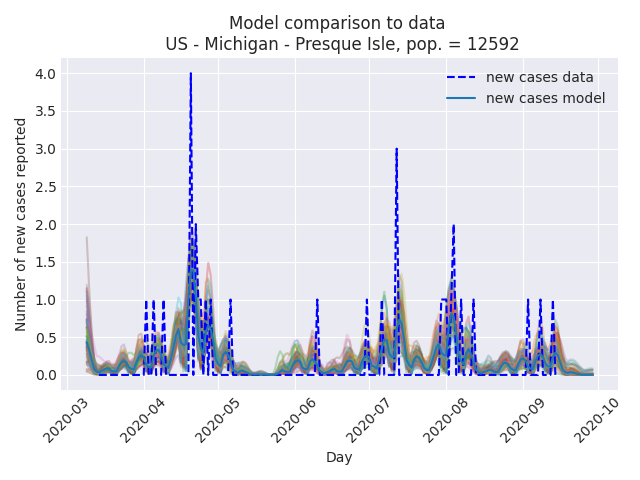 Model comparison to data
US - Michigan - Presque Isle, pop. = 12592
new cases data
new cases model
Number of new cases reported
4.0
3.5
3.0
2.5
2.0
1.5
1.0
0.5
0.0
2020-03
2020-04
2020-05
2020-06
2020-07
2020-08
2020-09
2020-10
Day